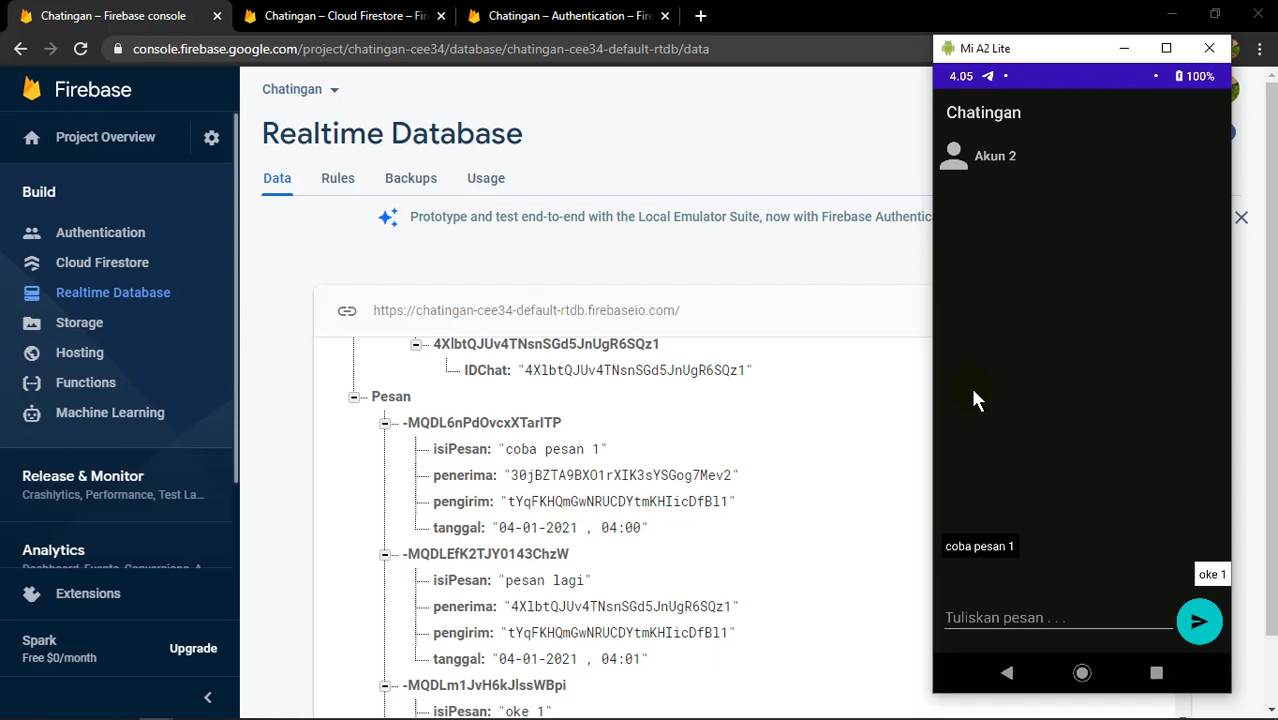 Chatingan – Firebase console
Chatingan – Cloud Firestore – Fire
Chatingan – Authentication – Fire
console.firebase.google.com/project/chatingan-cee34/database/chatingan-cee34-default-rtdb/data
Firebase
Project Overview
Build
Authentication
Cloud Firestore
Realtime Database
Storage
Hosting
Functions
Machine Learning
Release & Monitor
Crashlytics, Performance, Test La...
Analytics
Extensions
Spark
Free $0/month
Upgrade
Chatingan
Realtime Database
Data
Rules
Backups
Usage
Prototype and test end-to-end with the Local Emulator Suite, now with Firebase Authentic
https://chatingan-cee34-default-rtdb.firebaseio.com/
4XlbtQJUv4TNsnSGd5JnUgR6SQz1
IDChat: "4XlbtQJUv4TNsnSGd5JnUgR6SQz1"
Pesan
-MQDL6nPdOvcxXTarITP
isiPesan: "coba pesan 1"
penerima: "30jBZTA9BXO1rXIK3sYSGog7Mev2"
pengirim: "tYqFKHQmGwNRUCDYtmKHIicDfBl1"
tanggal: "04-01-2021 , 04:00"
-MQDLEfK2TJY0143ChzW
isiPesan: "pesan lagi"
penerima: "4XlbtQJUv4TNsnSGd5JnUgR6SQz1"
pengirim: "tYqFKHQmGwNRUCDYtmKHIicDfBl1"
tanggal: "04-01-2021 , 04:01"
-MQDLm1JvH6kJlssWBpi
isiPesan: "oke 1"
Mi A2 Lite
4.05
100%
Chatingan
Akun 2
coba pesan 1
oke 1
Tuliskan pesan . . .